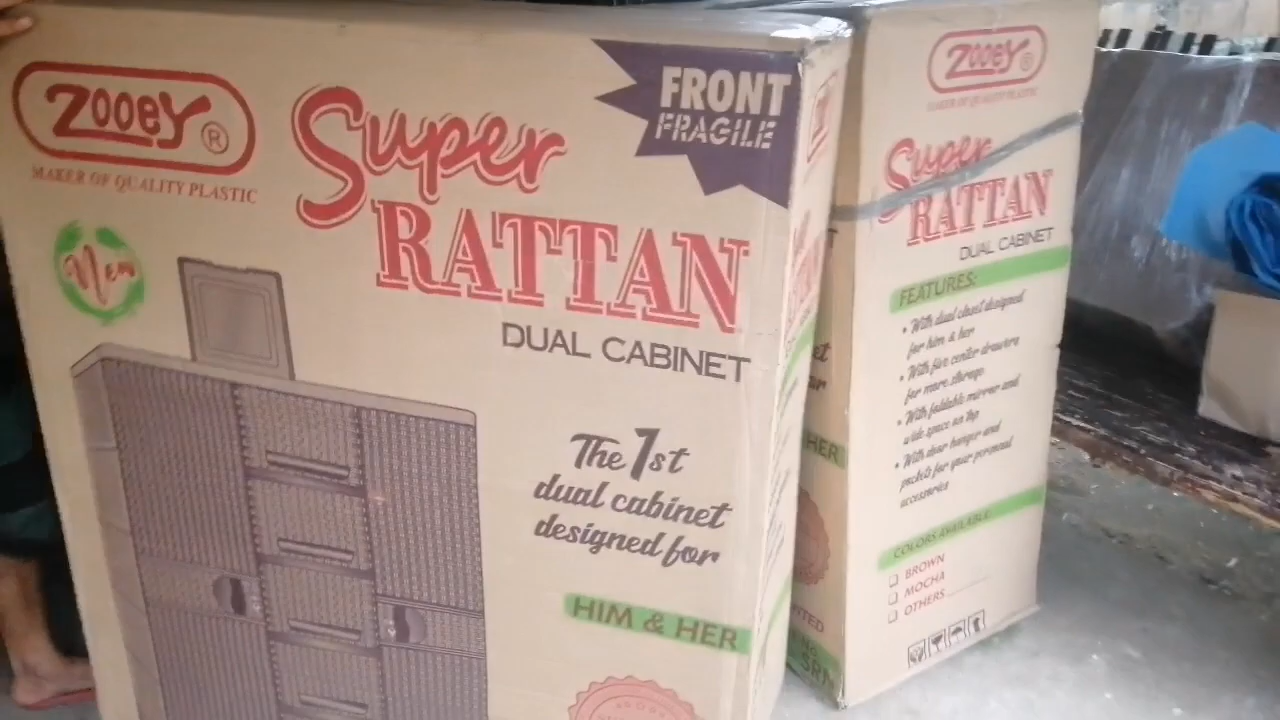 ZOOEY ®
MAKER OF QUALITY PLASTIC
Super
RATTAN
DUAL CABINET
FRONT
FRAGILE
New
The 1st
dual cabinet
designed for
HIM & HER
ZOOEY ®
MAKER OF QUALITY PLASTIC
Super
RATTAN
DUAL CABINET
FEATURES:
• With dual closet designed
for him & her
• With five center drawers
for more storage
• With foldable mirror and
wide space on top
• With door hanger and
pockets for your personal
accessories
COLORS AVAILABLE:
BROWN
MOCHA
OTHERS
HER